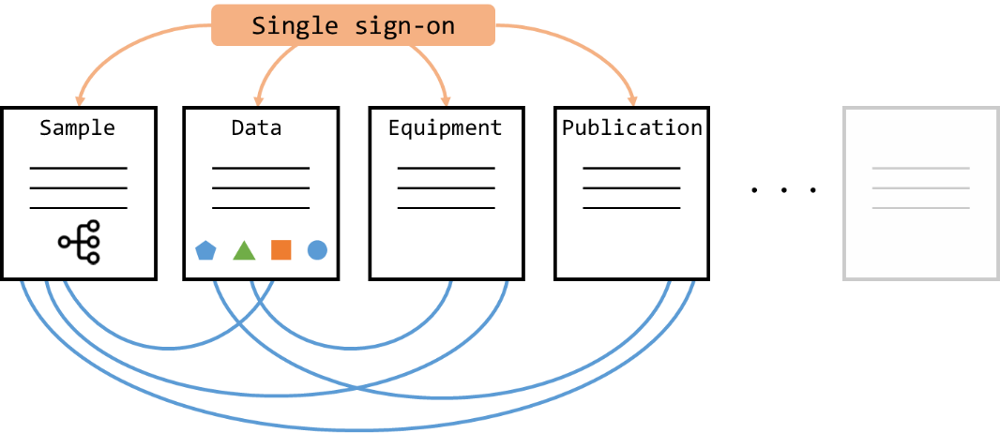 Single sign-on
Sample
Data
Equipment
Publication
. . .